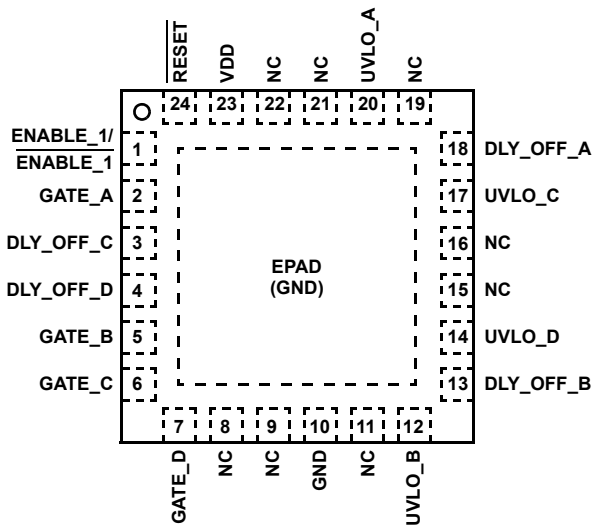 RESET
VDD
NC
NC
UVLO_A
NC
24 23 22 21 20 19
ENABLE_1/
ENABLE_1
1
GATE_A 2
DLY_OFF_C 3
DLY_OFF_D 4
GATE_B 5
GATE_C 6
EPAD
(GND)
18 DLY_OFF_A
17 UVLO_C
16 NC
15 NC
14 UVLO_D
13 DLY_OFF_B
7 8 9 10 11 12
GATE_D
NC
NC
GND
NC
UVLO_B